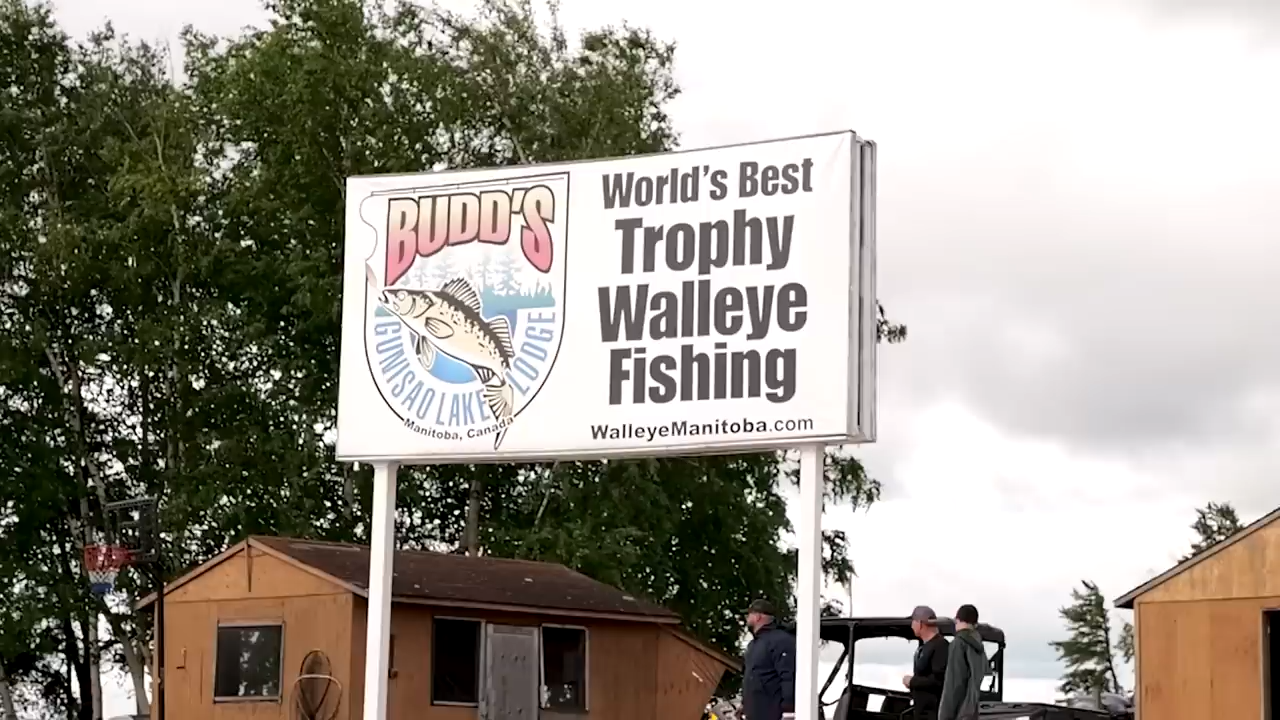 BUDD'S
GUNISAO LAKE LODGE
Manitoba, Canada
World's Best
Trophy
Walleye
Fishing
WalleyeManitoba.com